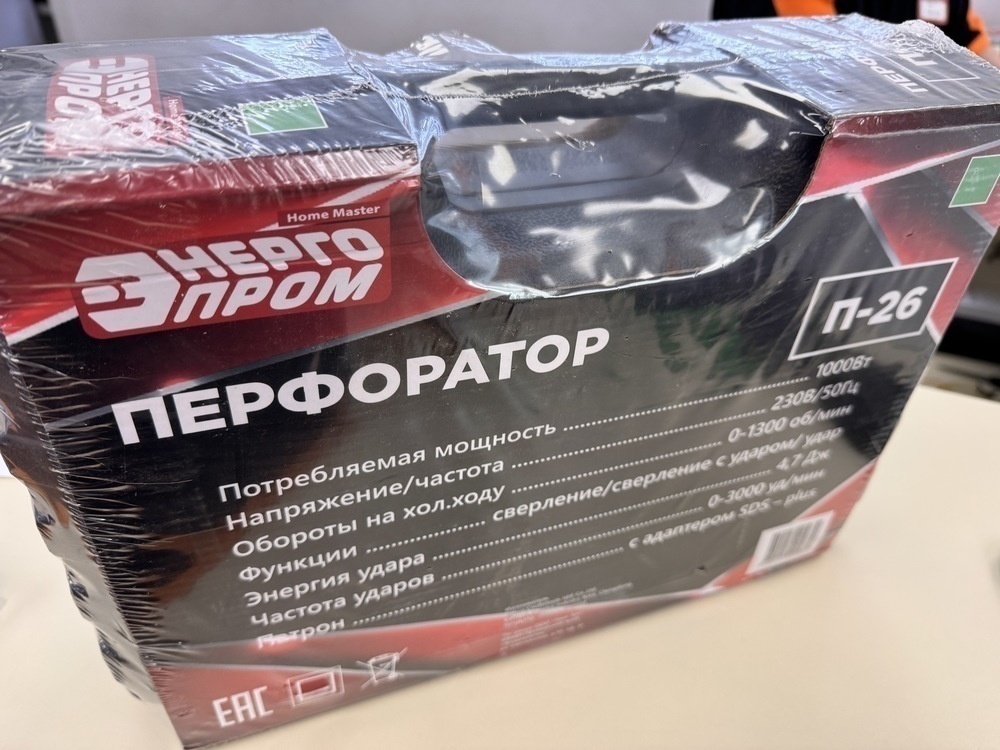 ЭНЕРГО
ПРОМ
ПЕРФ
Home Master
ЭНЕРГО
ПРОМ
П-26
ПЕРФОРАТОР
Потребляемая мощность .......... 1000Вт
Напряжение/частота .......... 230В/50Гц
Обороты на хол.ходу .......... 0-1300 об/мин
Функции .......... сверление/сверление с ударом/ удар
Энергия удара .......... 4,7 Дж
Частота ударов .......... 0-3000 уд/мин.
Патрон .......... с адаптером SDS – plus
EAC